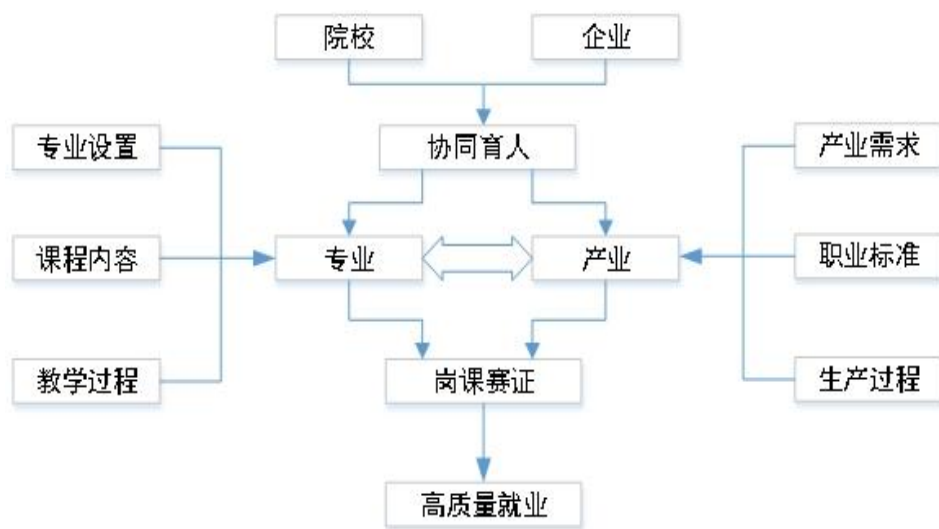 院校
企业
协同育人
专业设置
产业需求
课程内容
专业
产业
职业标准
教学过程
岗课赛证
生产过程
高质量就业